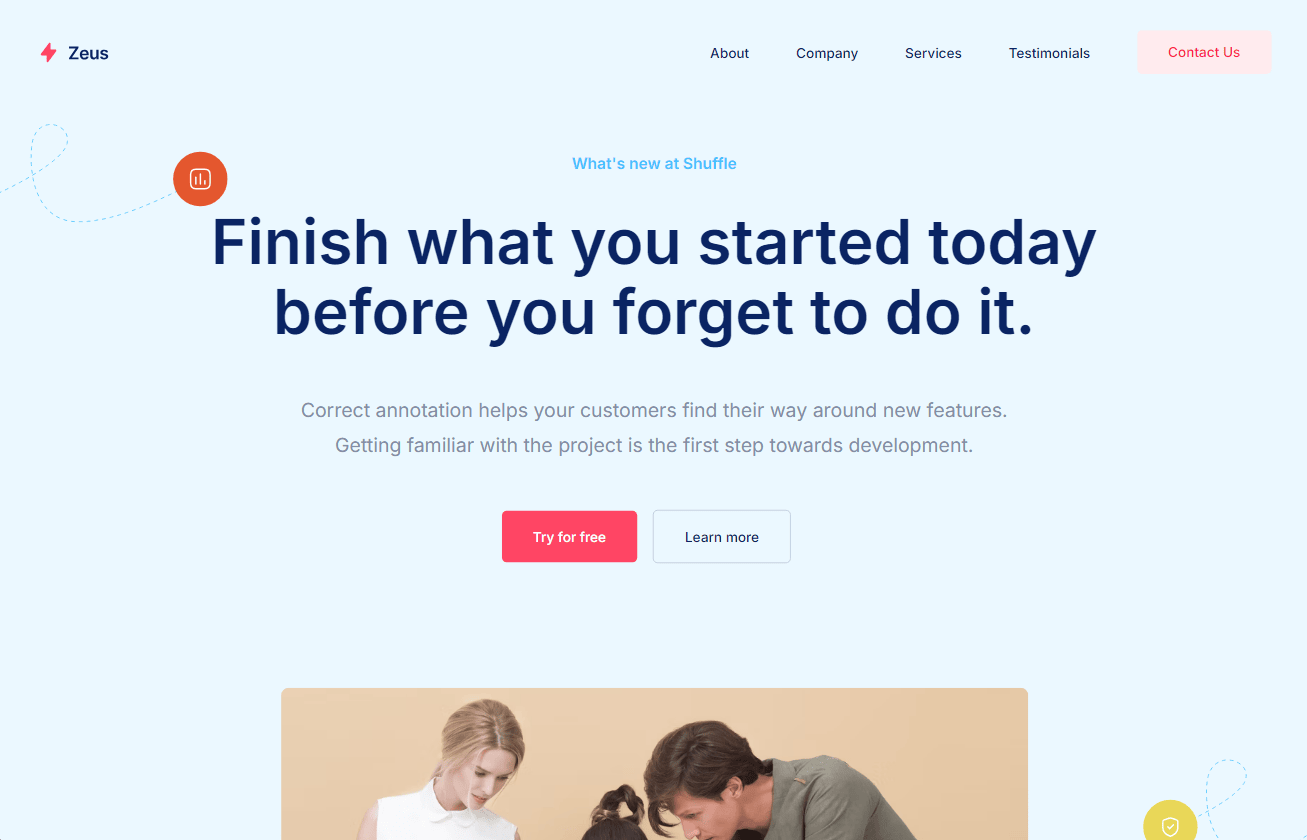 Zeus
About
Company
Services
Testimonials
Contact Us
What's new at Shuffle
Finish what you started today
before you forget to do it.
Correct annotation helps your customers find their way around new features.
Getting familiar with the project is the first step towards development.
Try for free
Learn more